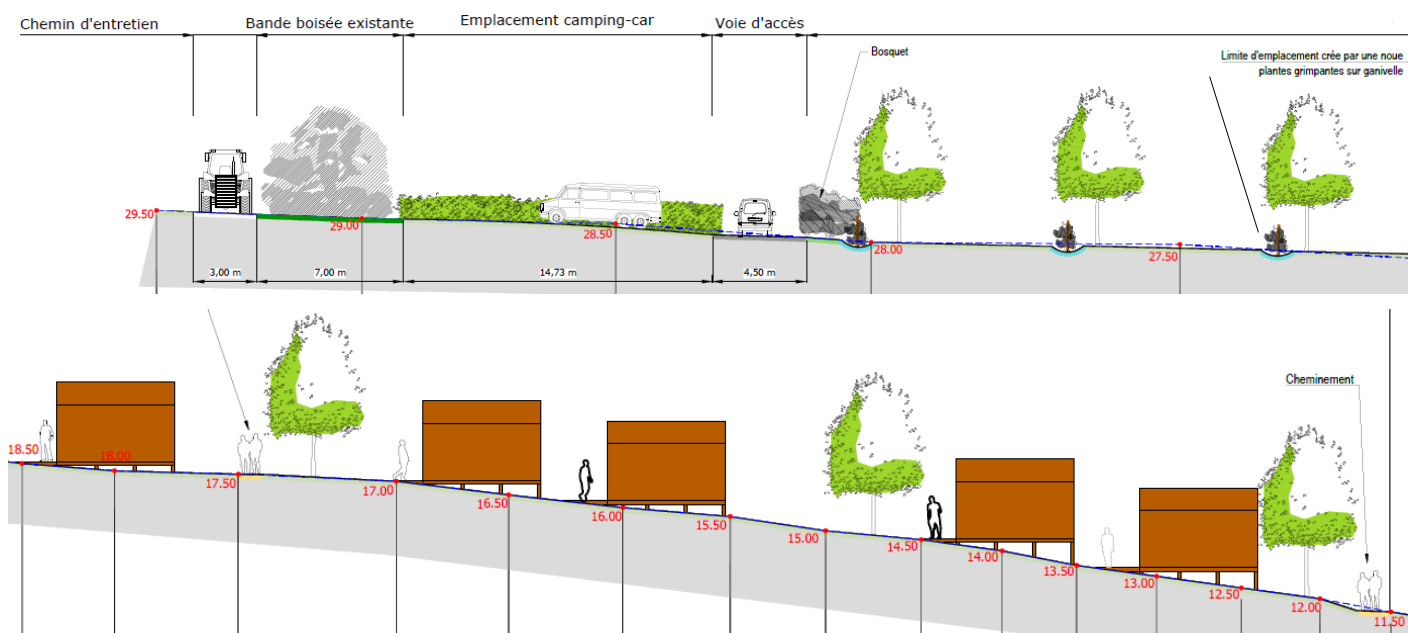 Chemin d'entretien
Bande boisée existante
Emplacement camping-car
Voie d'accès
Bosquet
Limite d'emplacement crée par une noue
plantes grimpantes sur ganivelle
29.50
29.00
28.50
28.00
27.50
3,00 m
7,00 m
14,73 m
4,50 m
Cheminement
18.50
18.00
17.50
17.00
16.50
16.00
15.50
15.00
14.50
14.00
13.50
13.00
12.50
12.00
11.50